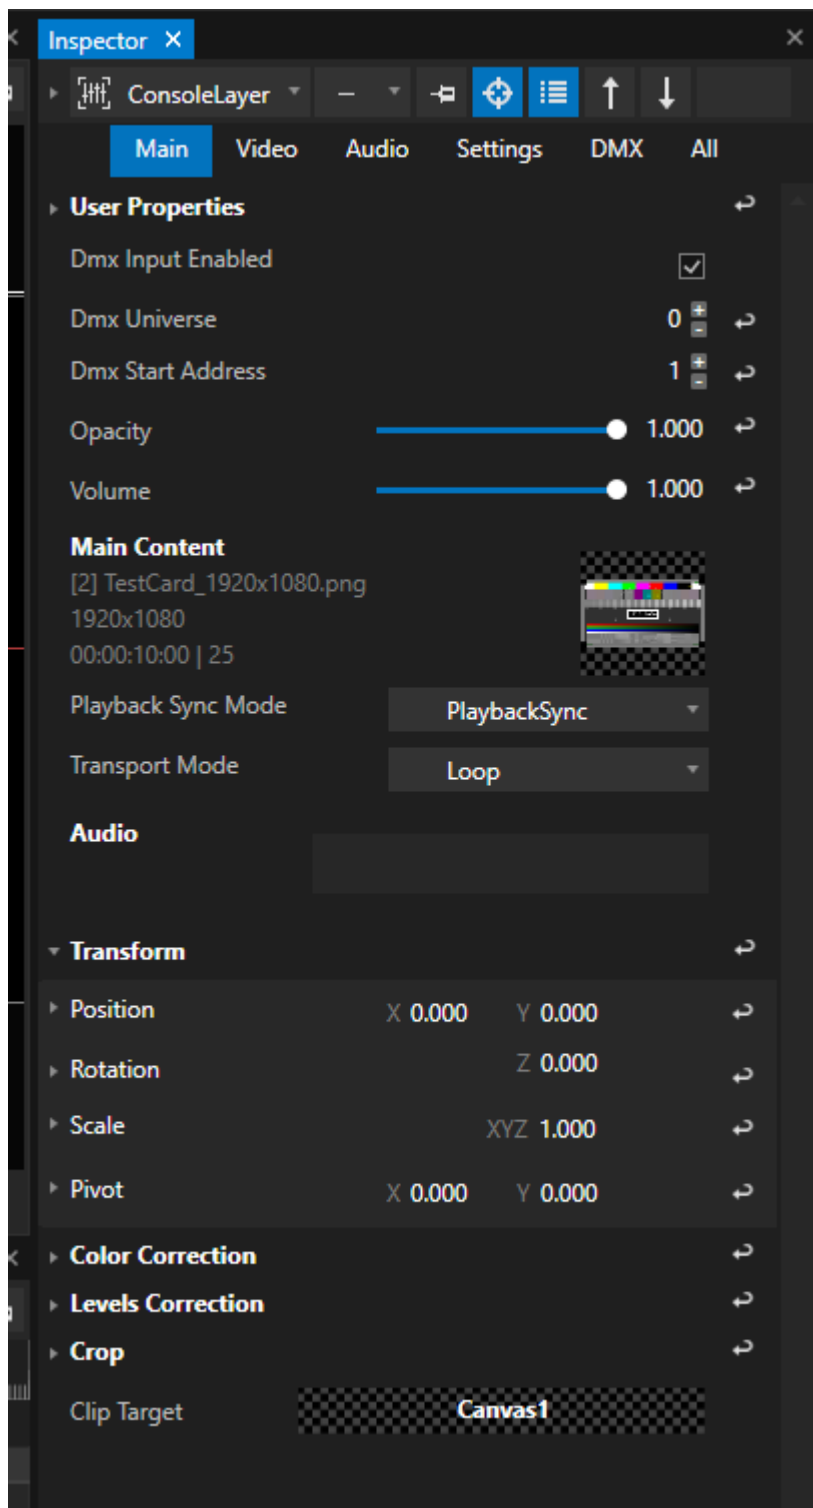 Inspector
ConsoleLayer –
Main Video Audio Settings DMX All
User Properties
Dmx Input Enabled
Dmx Universe 0
Dmx Start Address 1
Opacity 1.000
Volume 1.000
Main Content
[2] TestCard_1920x1080.png
1920x1080
00:00:10:00 | 25
Playback Sync Mode PlaybackSync
Transport Mode Loop
Audio
Transform
Position X 0.000 Y 0.000
Rotation Z 0.000
Scale XYZ 1.000
Pivot X 0.000 Y 0.000
Color Correction
Levels Correction
Crop
Clip Target Canvas1